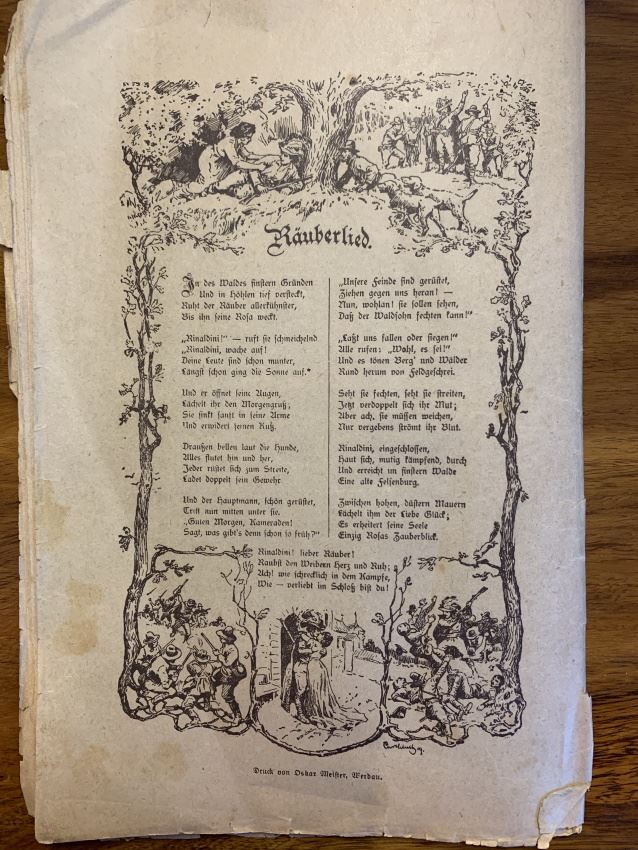 Räuberlied.
In des Waldes finstern Gründen
Und in Höhlen tief versteckt,
Ruht der Räuber allerkühnster,
Bis ihn seine Rosa weckt.
„Rinaldini!“ — ruft sie schmeichelnd
„Rinaldini, wache auf!
Deine Leute sind schon munter,
Längst schon ging die Sonne auf.“
Und er öffnet seine Augen,
Lächelt ihr den Morgengruß;
Sie sinkt sanft in seine Arme
Und erwidert seinen Kuß.
Draußen bellen laut die Hunde,
Alles flutet hin und her,
Jeder rüstet sich zum Streite,
Ladet doppelt sein Gewehr.
Und der Hauptmann, schön gerüstet,
Tritt nun mitten unter sie.
„Guten Morgen, Kameraden!
Sagt, was gibt's denn schon so früh?“
„Unsere Feinde sind gerüstet,
Ziehen gegen uns heran! —
Nun, wohlan! sie sollen sehen,
Daß der Waldsohn fechten kann!“
„Laßt uns fallen oder siegen!“
Alle rufen: „Wohl, es sei!“
Und es tönen Berg' und Wälder
Rund herum von Feldgeschrei.
Seht sie fechten, seht sie streiten,
Jetzt verdoppelt sich ihr Mut;
Aber ach, sie müssen weichen,
Nur vergebens strömt ihr Blut.
Rinaldini, eingeschlossen,
Haut sich, mutig kämpfend, durch
Und erreicht im finstern Walde
Eine alte Felsenburg.
Zwischen hohen, düstern Mauern
Lächelt ihm der Liebe Glück;
Es erheitert seine Seele
Einzig Rosas Zauberblick.
Rinaldini! lieber Räuber!
Raubst den Weibern Herz und Ruh;
Ach! wie schrecklich in dem Kampfe,
Wie — verliebt im Schloß bist du!
Druck von Oskar Meister, Werdau.